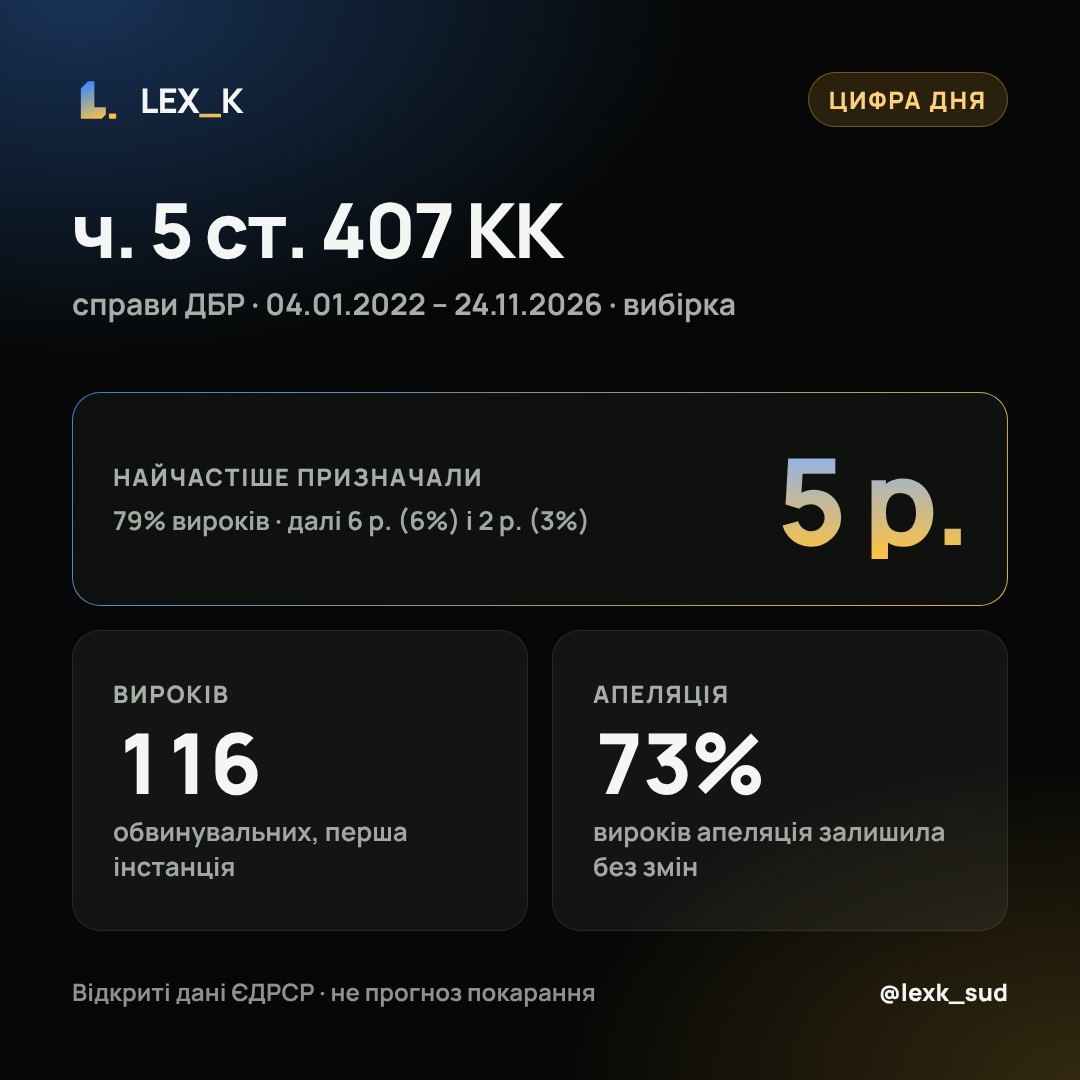 LEX_K
ЦИФРА ДНЯ
ч. 5 ст. 407 КК
справи ДБР · 04.01.2022 – 24.11.2026 · вибірка
НАЙЧАСТІШЕ ПРИЗНАЧАЛИ
79% вироків · далі 6 р. (6%) і 2 р. (3%)
5 р.
ВИРОКІВ
116
обвинувальних, перша
інстанція
АПЕЛЯЦІЯ
73%
вироків апеляція залишила
без змін
Відкриті дані ЄДРСР · не прогноз покарання
@lexk_sud